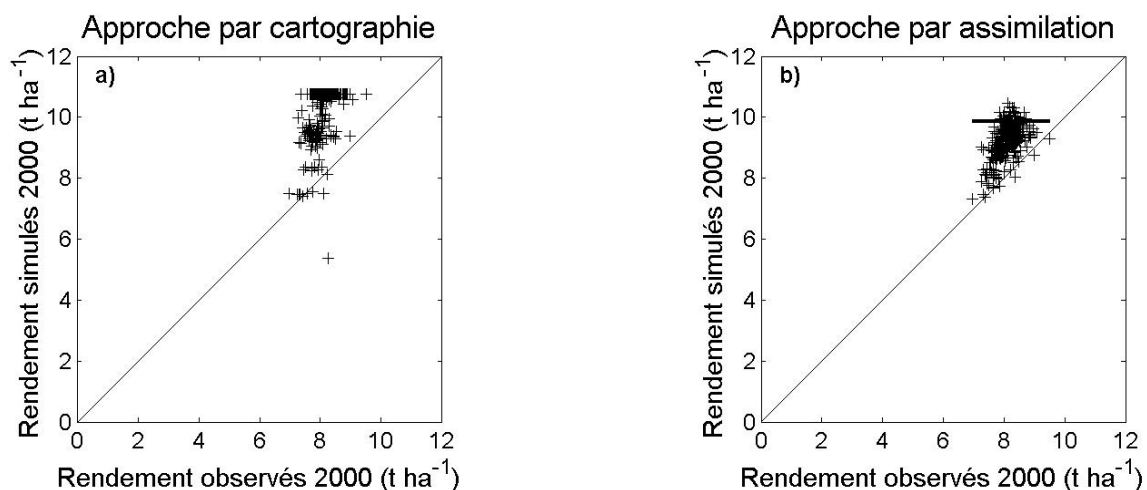 Approche par cartographie
a)
Rendement simulés 2000 (t ha⁻¹)
12
10
8
6
4
2
0
0 2 4 6 8 10 12
Rendement observés 2000 (t ha⁻¹)
Approche par assimilation
b)
Rendement simulés 2000 (t ha⁻¹)
12
10
8
6
4
2
0
0 2 4 6 8 10 12
Rendement observés 2000 (t ha⁻¹)